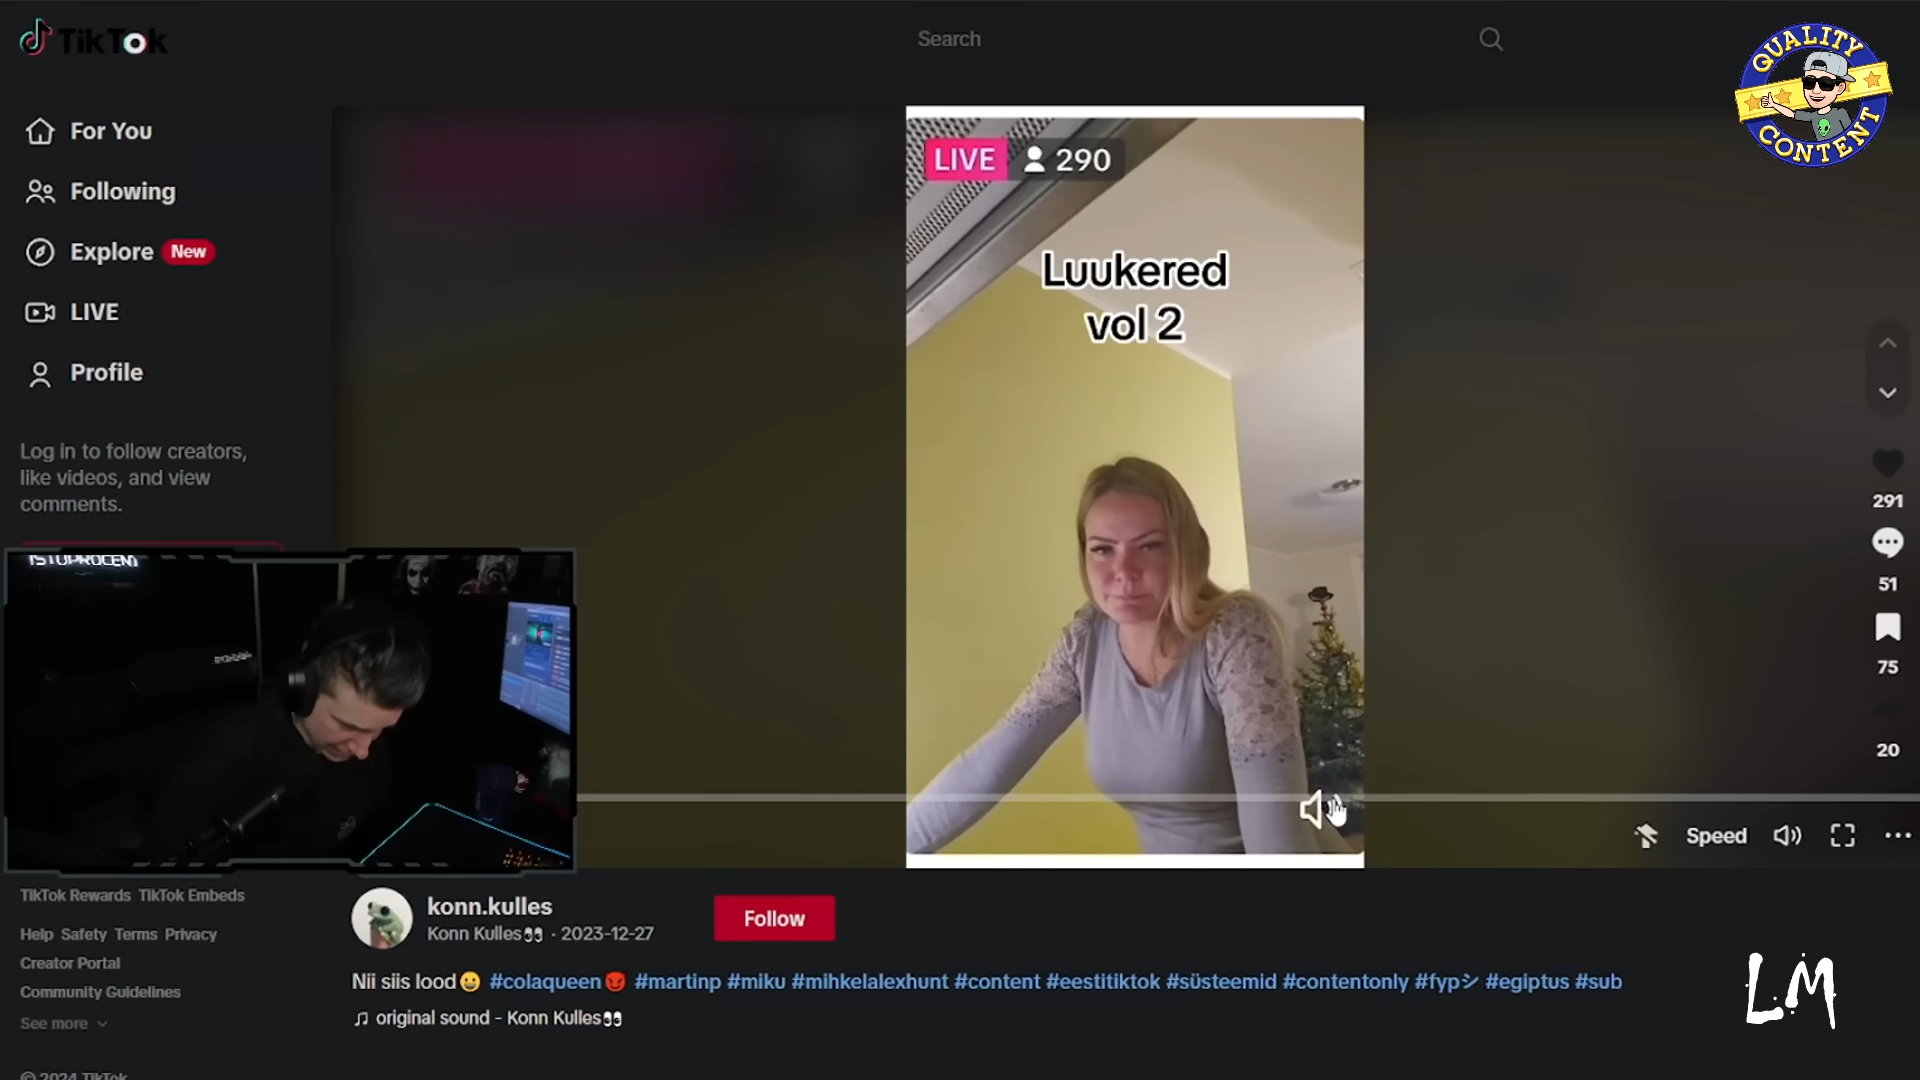 TikTok
Search
QUALITY
CONTENT
For You
Following
Explore New
LIVE
Profile
Log in to follow creators,
like videos, and view
comments.
LIVE 290
Luukered
vol 2
291
51
75
20
Speed
1STUPROCENT
TikTok Rewards TikTok Embeds
Help Safety Terms Privacy
Creator Portal
Community Guidelines
See more
© 2024 TikTok
konn.kulles
Konn Kulles👀 · 2023-12-27
Follow
Nii siis lood😀 #colaqueen😈 #martinp #miku #mihkelalexhunt #content #eestitiktok #süsteemid #contentonly #fypシ #egiptus #sub
♫ original sound - Konn Kulles👀
LM